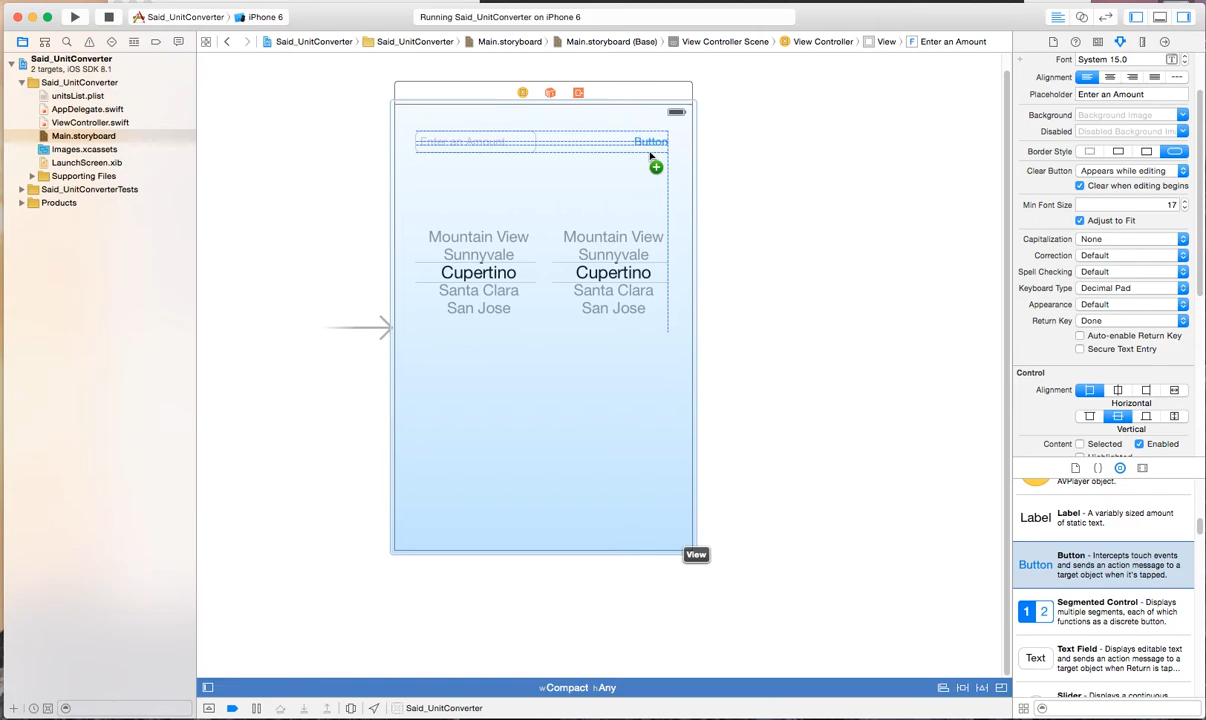 Said_UnitConverter
iPhone 6
Running Said_UnitConverter on iPhone 6
Said_UnitConverter
Said_UnitConverter
Main.storyboard
Main.storyboard (Base)
View Controller Scene
View Controller
View
F Enter an Amount
Said_UnitConverter
2 targets, iOS SDK 8.1
Said_UnitConverter
unitsList.plist
AppDelegate.swift
ViewController.swift
Main.storyboard
Images.xcassets
LaunchScreen.xib
Supporting Files
Said_UnitConverterTests
Products
Enter an Amount
Button
Mountain View
Sunnyvale
Cupertino
Santa Clara
San Jose
Mountain View
Sunnyvale
Cupertino
Santa Clara
San Jose
View
wCompact hAny
Said_UnitConverter
Font System 15.0
Alignment
Placeholder Enter an Amount
Background Background Image
Disabled Disabled Background Im
Border Style
Clear Button Appears while editing
Clear when editing begins
Min Font Size 17
Adjust to Fit
Capitalization None
Correction Default
Spell Checking Default
Keyboard Type Decimal Pad
Appearance Default
Return Key Done
Auto-enable Return Key
Secure Text Entry
Control
Alignment
Horizontal
Vertical
Content Selected Enabled
AVPlayer object.
Label Label - A variably sized amount
of static text.
Button Button - Intercepts touch events
and sends an action message to a
target object when it's tapped.
1 2 Segmented Control - Displays
multiple segments, each of which
functions as a discrete button.
Text Text Field - Displays editable text
and sends an action message to a
target object when Return is tap...
Slider - Displays a continuous